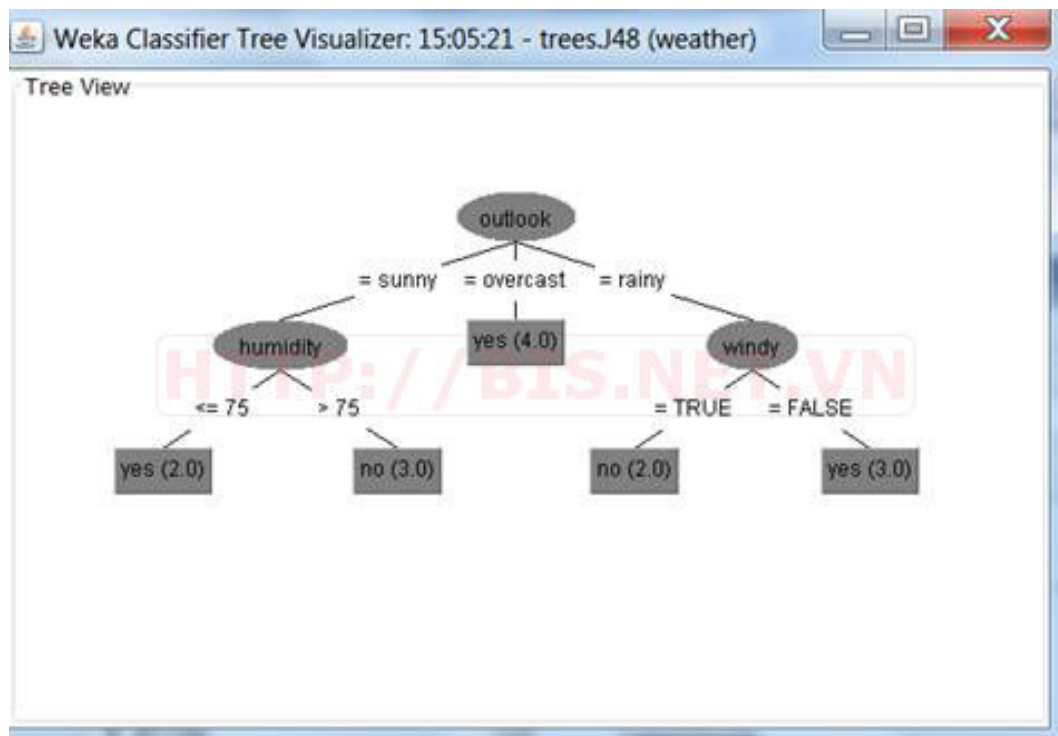 Weka Classifier Tree Visualizer: 15:05:21 - trees.J48 (weather)
Tree View
outlook
= sunny = overcast = rainy
humidity yes (4.0) windy
HTTP://BIS.NET.VN
<= 75 > 75 = TRUE = FALSE
yes (2.0) no (3.0) no (2.0) yes (3.0)